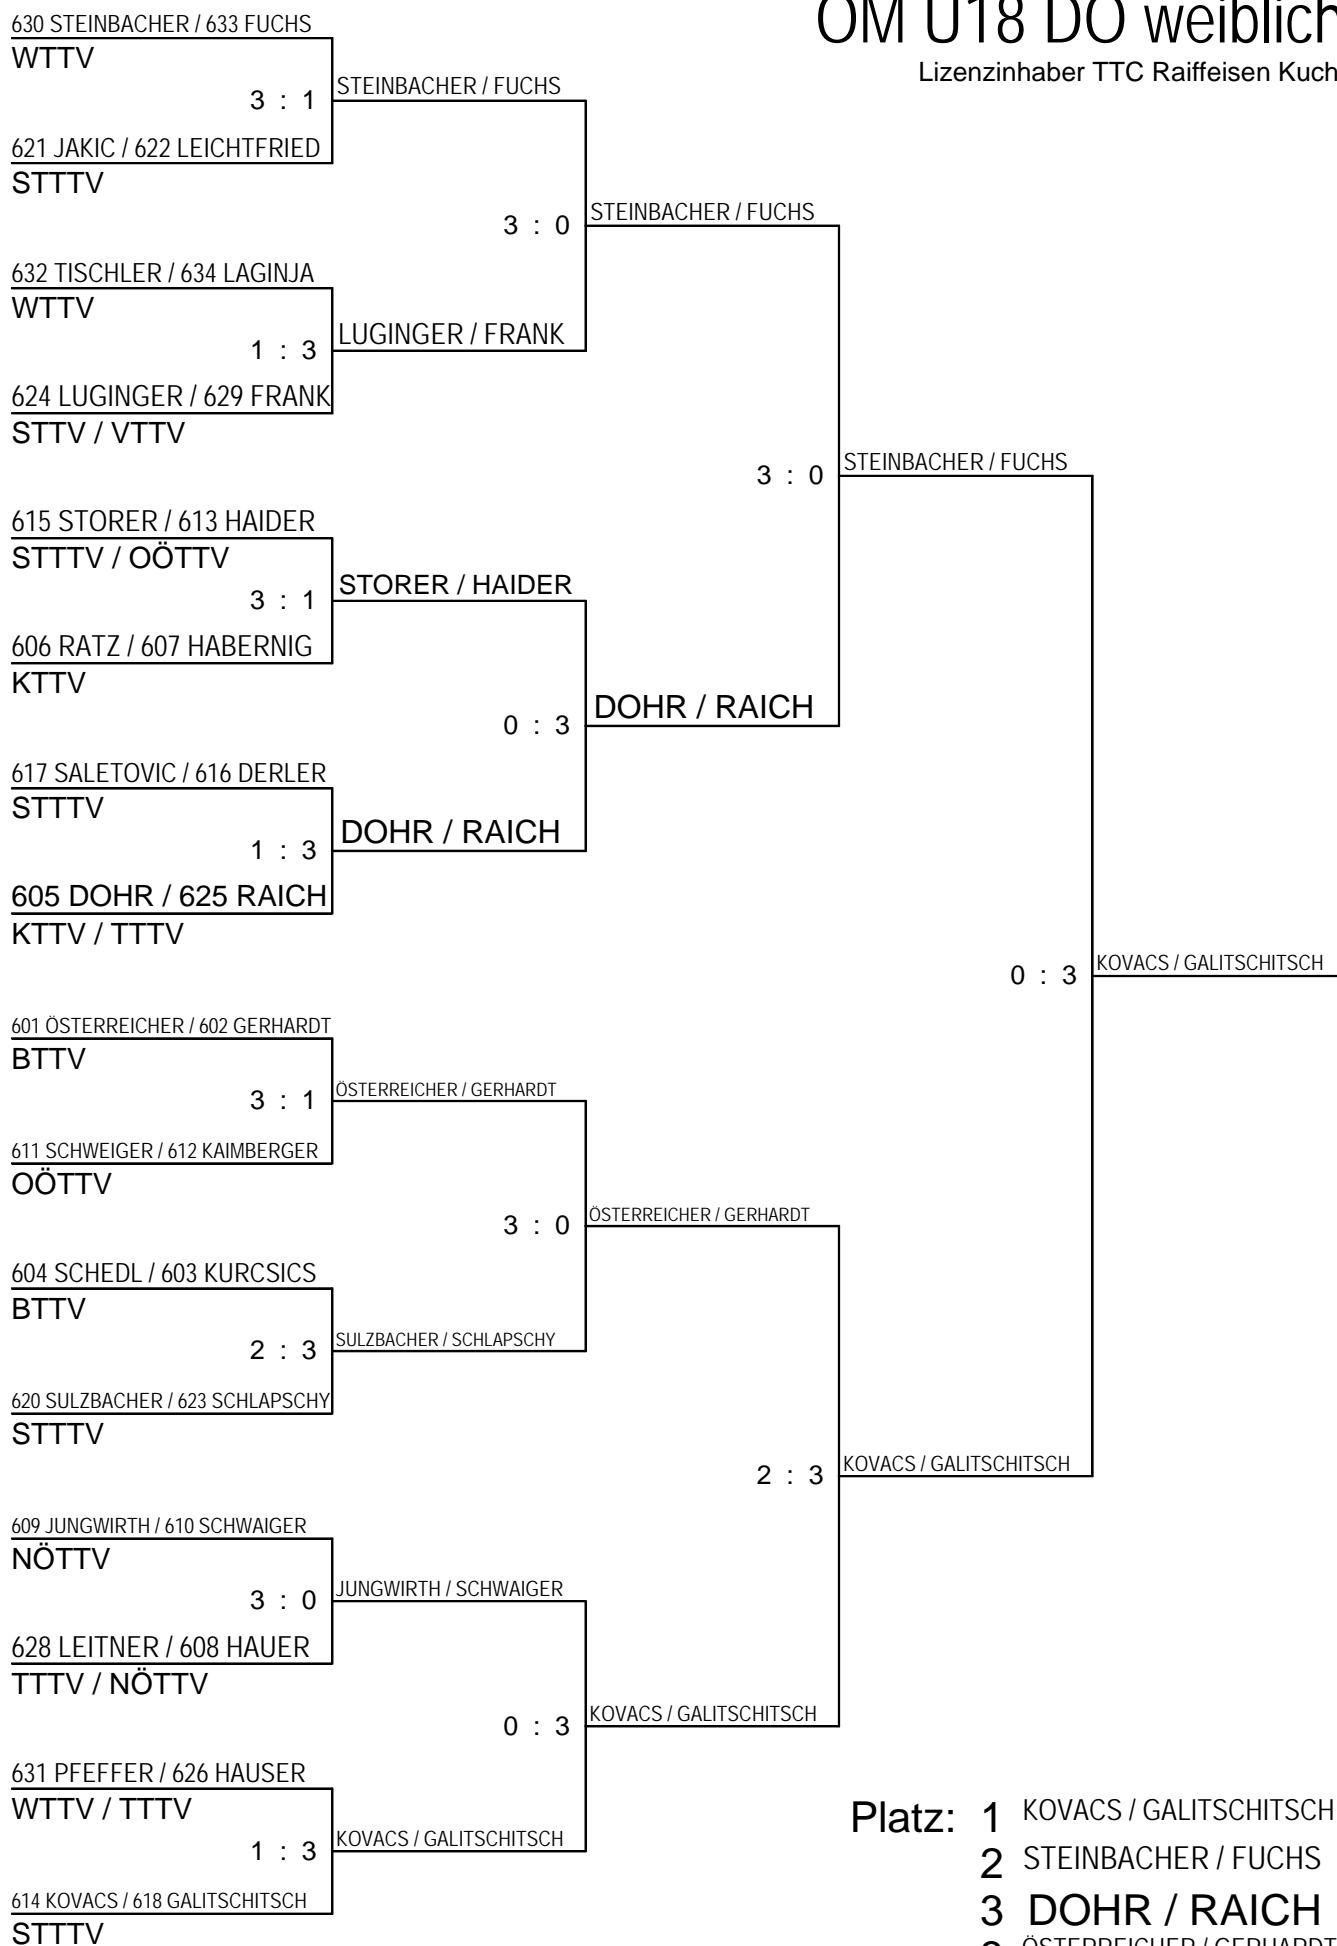 ÖM U18 DO weiblich
Lizenzinhaber TTC Raiffeisen Kuchl
630 STEINBACHER / 633 FUCHS
WTTV
3 : 1
STEINBACHER / FUCHS
621 JAKIC / 622 LEICHTFRIED
STTTV
3 : 0
STEINBACHER / FUCHS
632 TISCHLER / 634 LAGINJA
WTTV
1 : 3
LUGINGER / FRANK
624 LUGINGER / 629 FRANK
STTV / VTTV
3 : 0
STEINBACHER / FUCHS
615 STORER / 613 HAIDER
STTTV / OÖTTV
3 : 1
STORER / HAIDER
606 RATZ / 607 HABERNIG
KTTV
0 : 3
DOHR / RAICH
617 SALETOVIC / 616 DERLER
STTTV
1 : 3
DOHR / RAICH
605 DOHR / 625 RAICH
KTTV / TTTV
0 : 3
KOVACS / GALITSCHITSCH
601 ÖSTERREICHER / 602 GERHARDT
BTTV
3 : 1
ÖSTERREICHER / GERHARDT
611 SCHWEIGER / 612 KAIMBERGER
OÖTTV
3 : 0
ÖSTERREICHER / GERHARDT
604 SCHEDL / 603 KURCSICS
BTTV
2 : 3
SULZBACHER / SCHLAPSCHY
620 SULZBACHER / 623 SCHLAPSCHY
STTTV
2 : 3
KOVACS / GALITSCHITSCH
609 JUNGWIRTH / 610 SCHWAIGER
NÖTTV
3 : 0
JUNGWIRTH / SCHWAIGER
628 LEITNER / 608 HAUER
TTTV / NÖTTV
0 : 3
KOVACS / GALITSCHITSCH
631 PFEFFER / 626 HAUSER
WTTV / TTTV
1 : 3
KOVACS / GALITSCHITSCH
614 KOVACS / 618 GALITSCHITSCH
STTTV
Platz: 1 KOVACS / GALITSCHITSCH
2 STEINBACHER / FUCHS
3 DOHR / RAICH
3 ÖSTERREICHER / GERHARDT